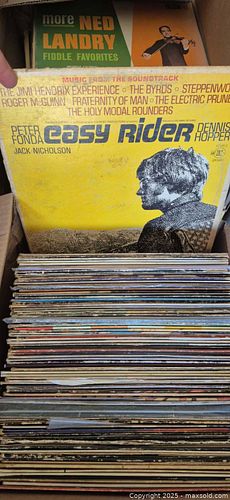 more NED
LANDRY
FIDDLE FAVORITES
MUSIC FROM THE SOUNDTRACK
THE JIMI HENDRIX EXPERIENCE • THE BYRDS • STEPPENWO
ROGER McGUINN • FRATERNITY OF MAN • THE ELECTRIC PRUNE
THE HOLY MODAL ROUNDERS
PETER FONDA easy rider DENNIS HOPPER
JACK NICHOLSON
Copyright © 2025 - maxsold.com